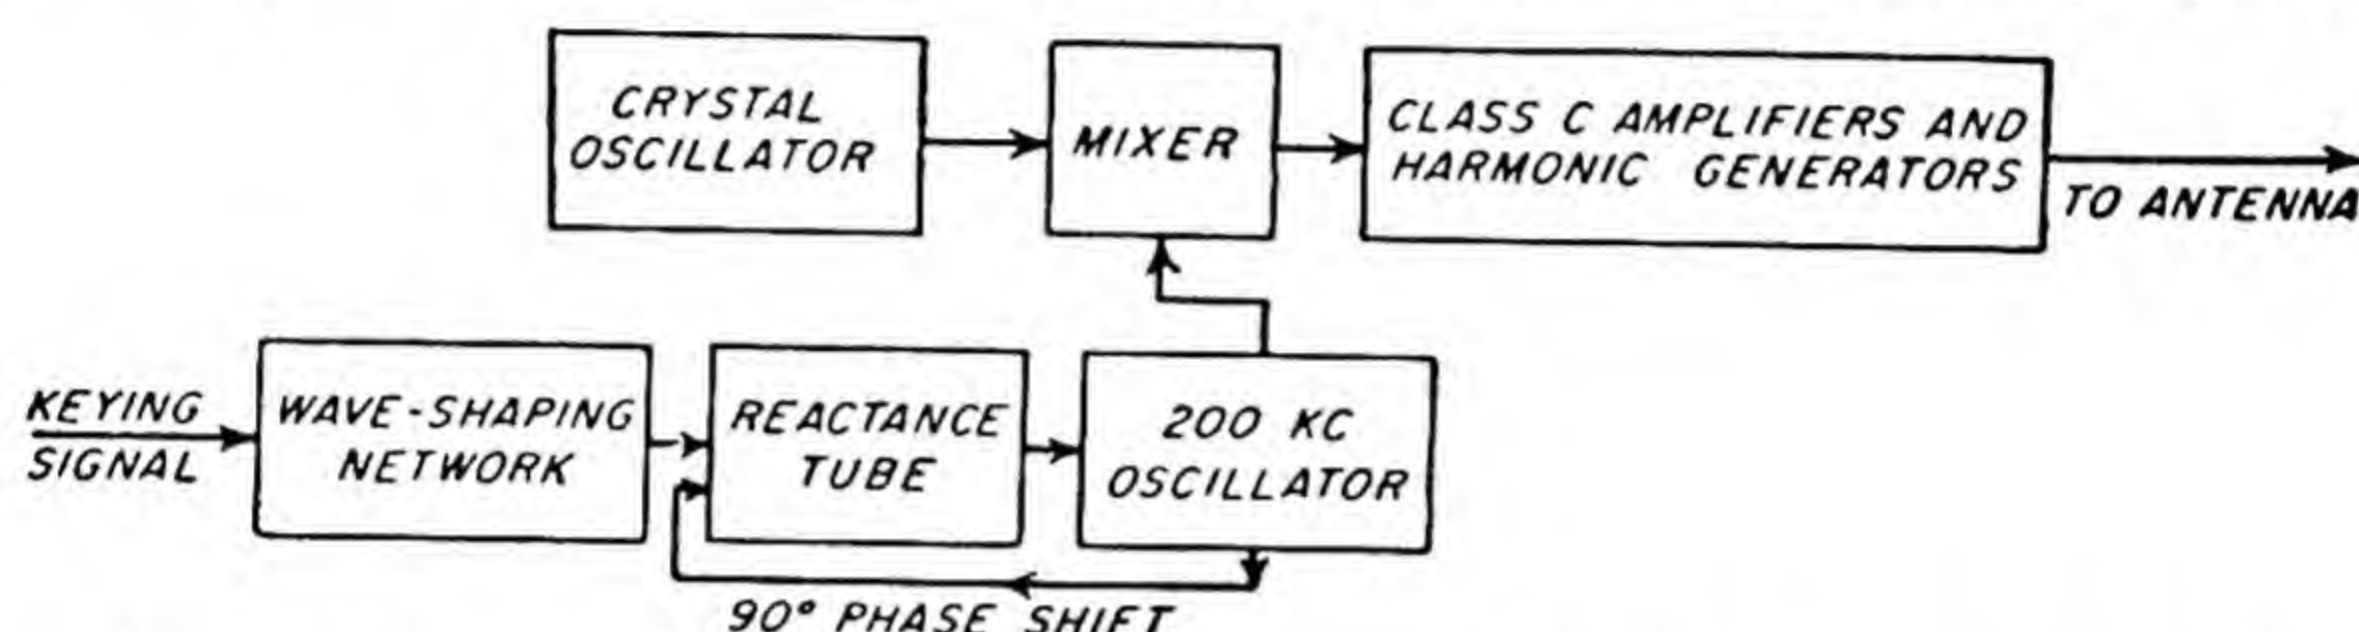 CRYSTAL
OSCILLATOR
MIXER
CLASS C AMPLIFIERS AND
HARMONIC GENERATORS
TO ANTENNA
KEYING
SIGNAL
WAVE-SHAPING
NETWORK
REACTANCE
TUBE
200 KC
OSCILLATOR
90° PHASE SHIFT